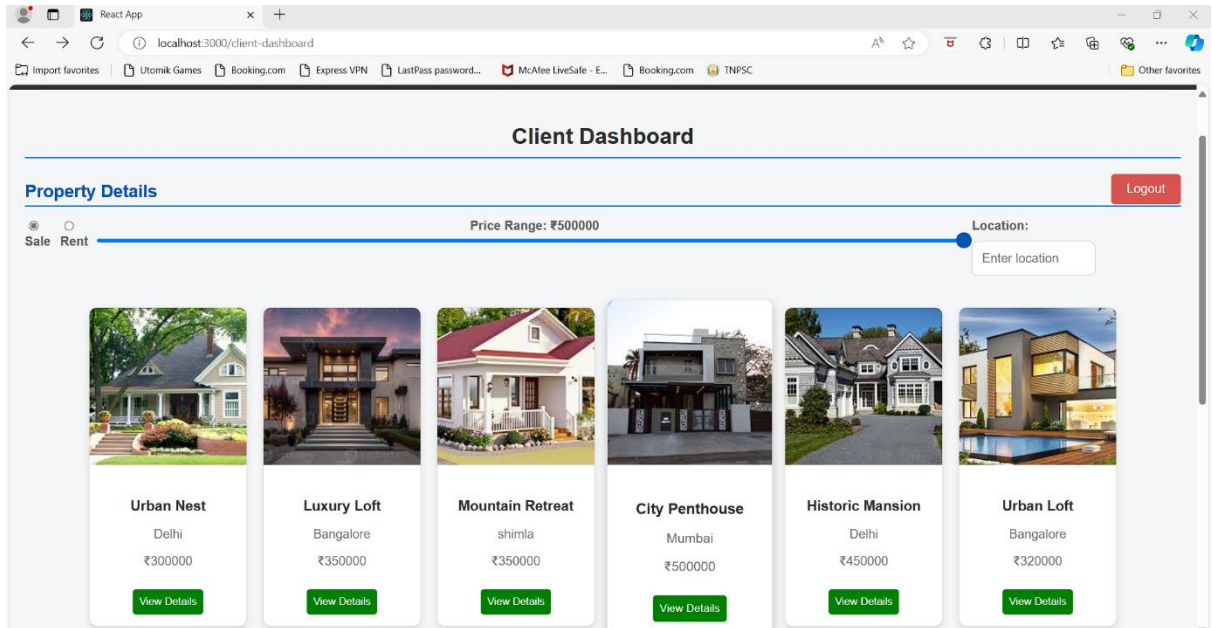 React App
localhost:3000/client-dashboard
Import favorites Utomik Games Booking.com Express VPN LastPass password... McAfee LiveSafe - E... Booking.com TNPSC Other favorites
Client Dashboard
Property Details Logout
Price Range: ₹500000 Location:
Sale Rent
Enter location
Urban Nest Luxury Loft Mountain Retreat City Penthouse Historic Mansion Urban Loft
Delhi Bangalore shimla Mumbai Delhi Bangalore
₹300000 ₹350000 ₹350000 ₹500000 ₹450000 ₹320000
View Details View Details View Details View Details View Details View Details